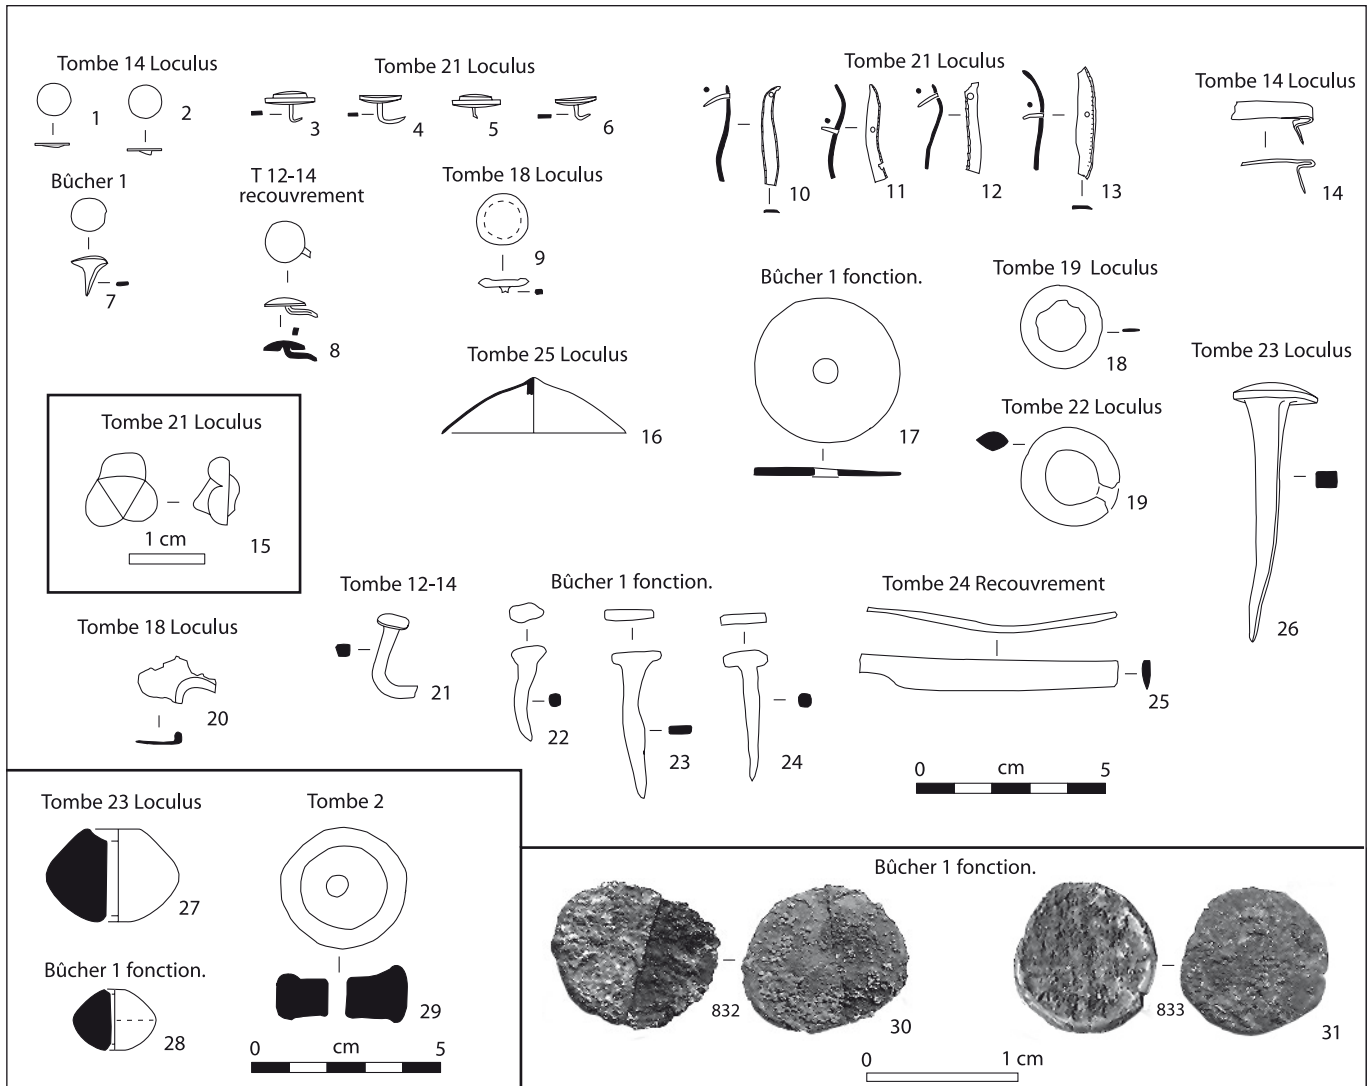 Tombe 14 Loculus
1
2
Tombe 21 Loculus
3
4
5
6
Tombe 21 Loculus
10
11
12
13
Tombe 14 Loculus
14
Bûcher 1
7
T 12-14
recouvrement
8
Tombe 18 Loculus
9
Tombe 25 Loculus
16
Bûcher 1 fonction.
17
Tombe 19 Loculus
18
Tombe 22 Loculus
19
Tombe 23 Loculus
26
Tombe 21 Loculus
1 cm
15
Tombe 18 Loculus
20
Tombe 12-14
21
Bûcher 1 fonction.
22
23
24
Tombe 24 Recouvrement
25
0 cm 5
Tombe 23 Loculus
27
Bûcher 1 fonction.
28
Tombe 2
29
0 cm 5
Bûcher 1 fonction.
832
30
833
31
0 1 cm